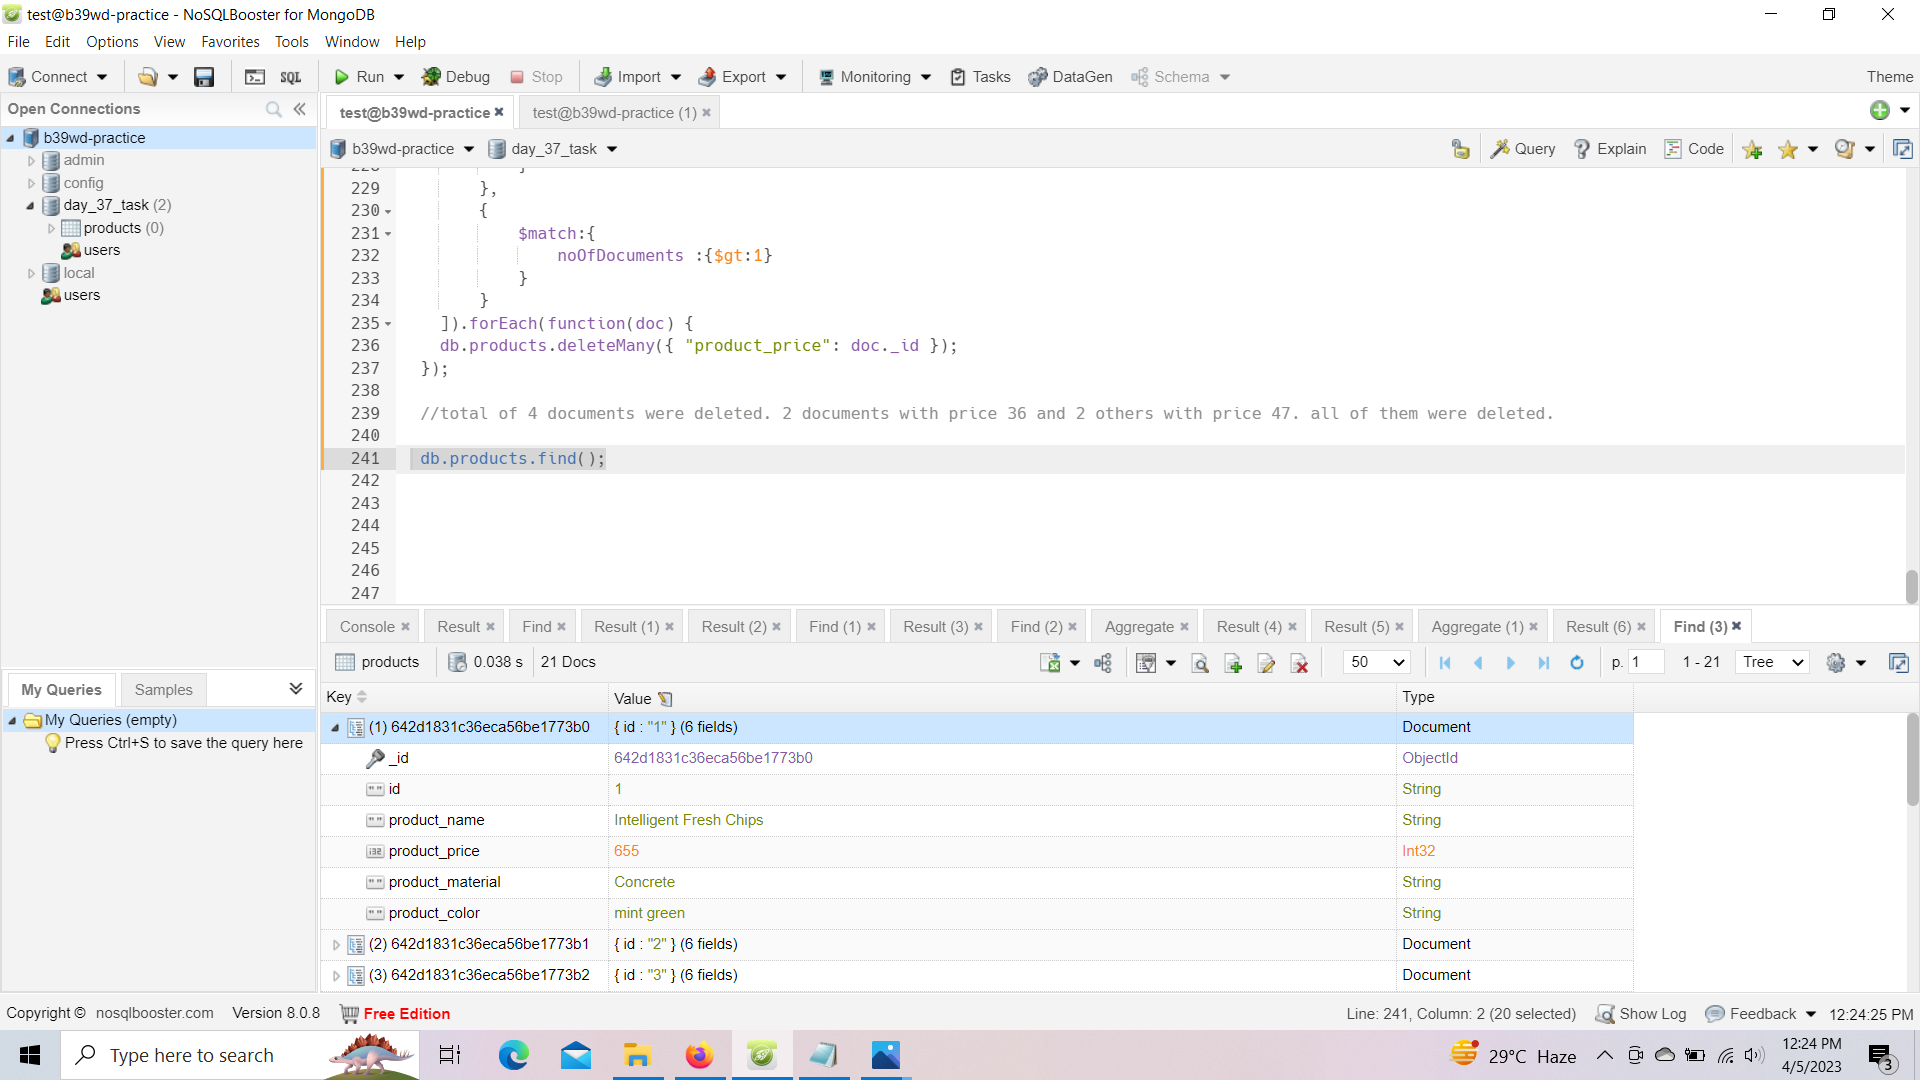 test@b39wd-practice - NoSQLBooster for MongoDB
File Edit Options View Favorites Tools Window Help
Connect SQL Run Debug Stop Import Export Monitoring Tasks DataGen Schema Theme
Open Connections
test@b39wd-practice test@b39wd-practice (1)
b39wd-practice
admin
config
day_37_task (2)
products (0)
users
local
users
b39wd-practice day_37_task Query Explain Code
229 },
230 {
231 $match:{
232 noOfDocuments :{$gt:1}
233 }
234 }
235 ]).forEach(function(doc) {
236 db.products.deleteMany({ "product_price": doc._id });
237 });
238
239 //total of 4 documents were deleted. 2 documents with price 36 and 2 others with price 47. all of them were deleted.
240
241 db.products.find();
242
243
244
245
246
247
Console Result Find Result (1) Result (2) Find (1) Result (3) Find (2) Aggregate Result (4) Result (5) Aggregate (1) Result (6) Find (3)
products 0.038 s 21 Docs 50 p. 1 1 - 21 Tree
My Queries Samples
My Queries (empty)
Press Ctrl+S to save the query here
Key Value Type
(1) 642d1831c36eca56be1773b0 { id : "1" } (6 fields) Document
_id 642d1831c36eca56be1773b0 ObjectId
id 1 String
product_name Intelligent Fresh Chips String
product_price 655 Int32
product_material Concrete String
product_color mint green String
(2) 642d1831c36eca56be1773b1 { id : "2" } (6 fields) Document
(3) 642d1831c36eca56be1773b2 { id : "3" } (6 fields) Document
Copyright © nosqlbooster.com Version 8.0.8 Free Edition Line: 241, Column: 2 (20 selected) Show Log Feedback 12:24:25 PM
Type here to search 29°C Haze 12:24 PM
4/5/2023 3